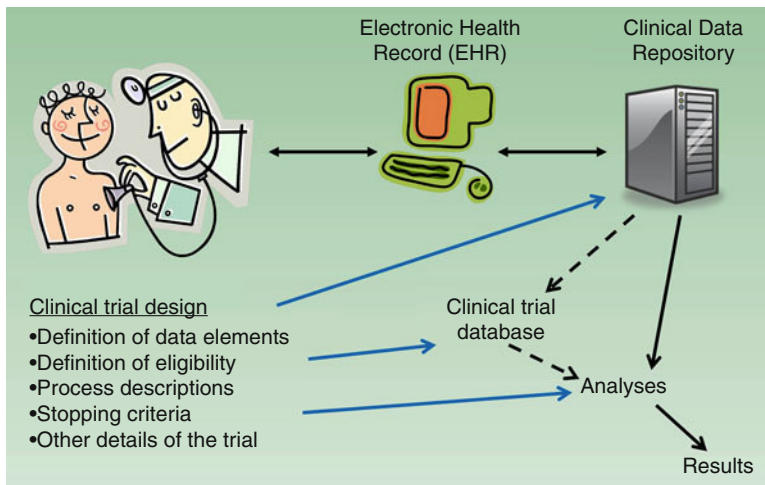 Electronic Health
Record (EHR)
Clinical Data
Repository
Clinical trial design
•Definition of data elements
•Definition of eligibility
•Process descriptions
•Stopping criteria
•Other details of the trial
Clinical trial
database
Analyses
Results